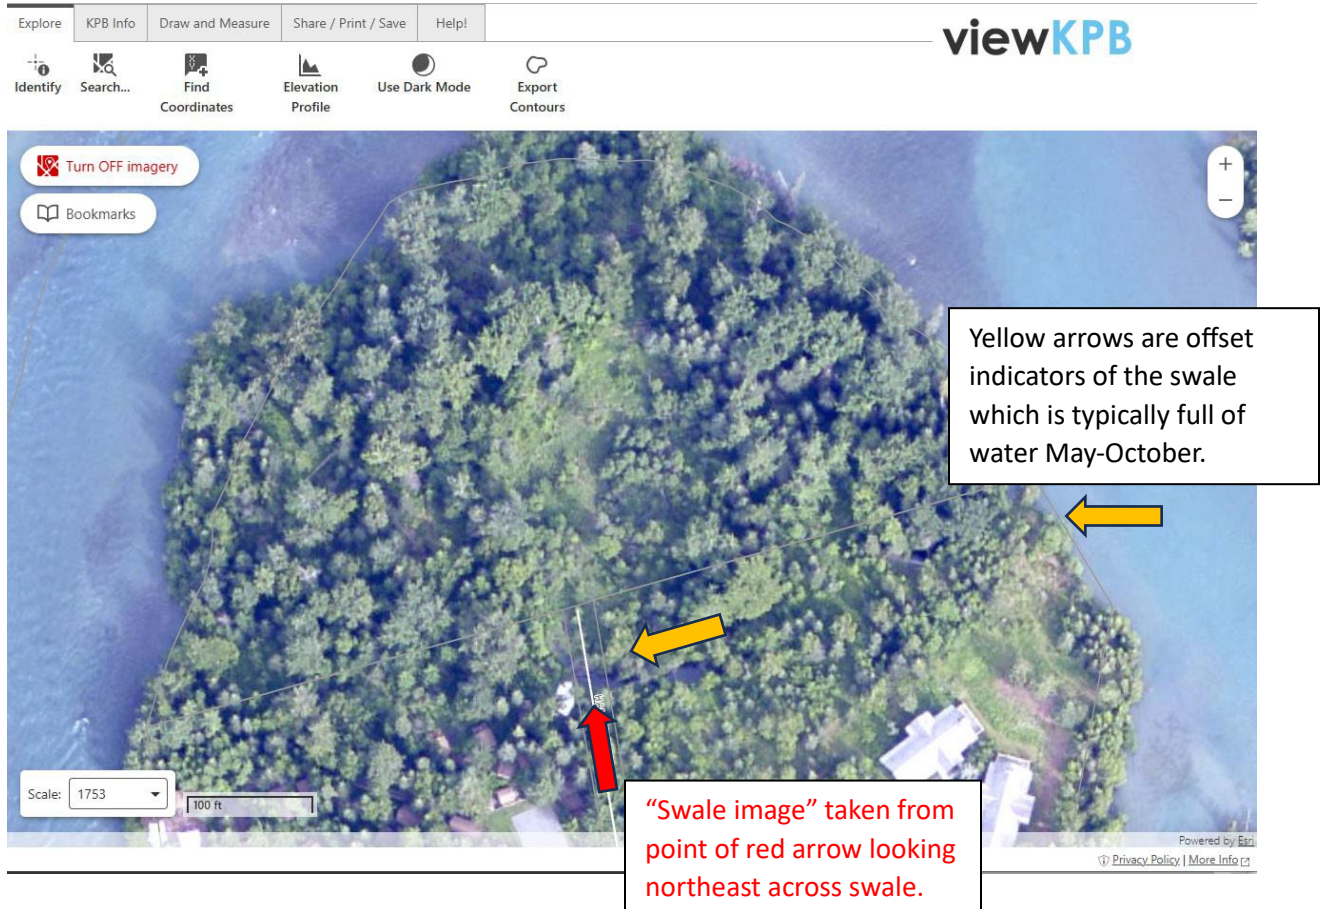 Explore KPB Info Draw and Measure Share / Print / Save Help!
viewKPB
Identify Search... Find Elevation Use Dark Mode Export
Coordinates Profile Contours
Turn OFF imagery
Bookmarks
+
−
Yellow arrows are offset
indicators of the swale
which is typically full of
water May-October.
Scale: 1753
100 ft
“Swale image” taken from
point of red arrow looking
northeast across swale.
Powered by Esri
Privacy Policy | More Info